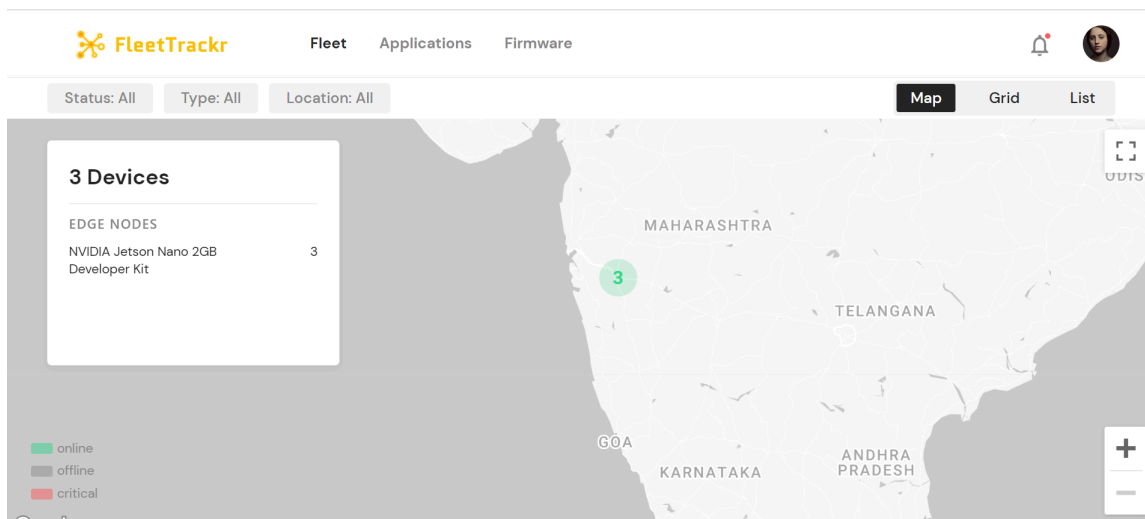 FleetTrackr
Fleet
Applications
Firmware
Status: All
Type: All
Location: All
Map
Grid
List
3 Devices
EDGE NODES
NVIDIA Jetson Nano 2GB
Developer Kit
3
MAHARASHTRA
3
TELANGANA
GOA
KARNATAKA
ANDHRA
PRADESH
ODIS
online
offline
critical